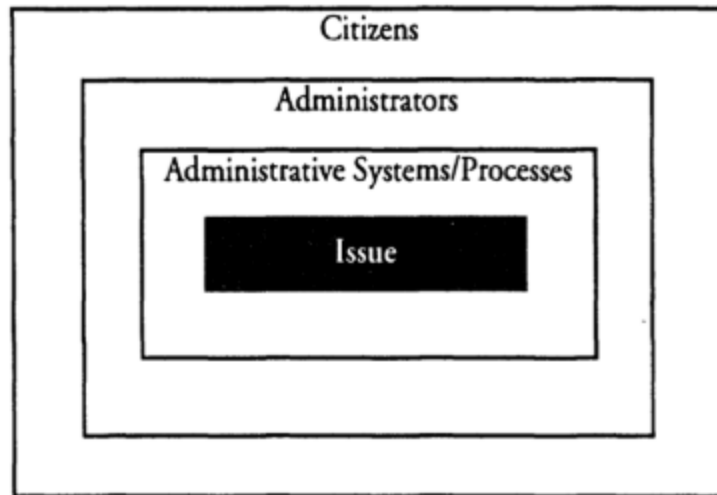 Citizens
Administrators
Administrative Systems/Processes
Issue